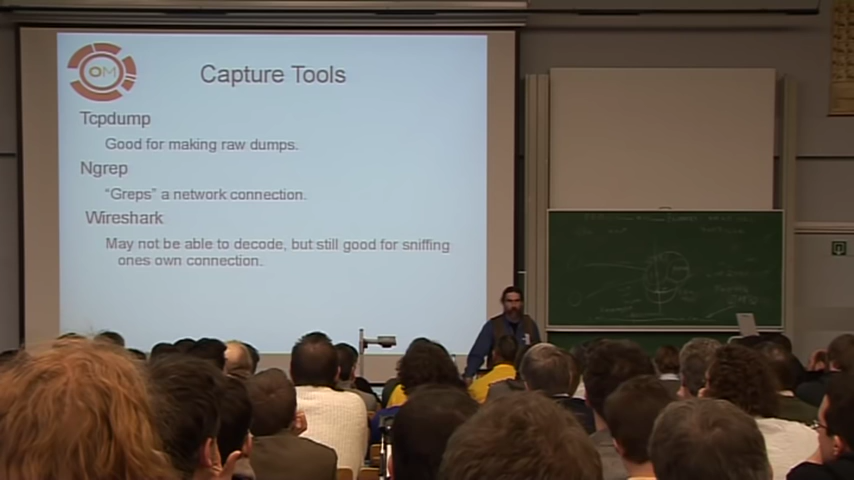 OM
Capture Tools
Tcpdump
Good for making raw dumps.
Ngrep
“Greps” a network connection.
Wireshark
May not be able to decode, but still good for sniffing
ones own connection.